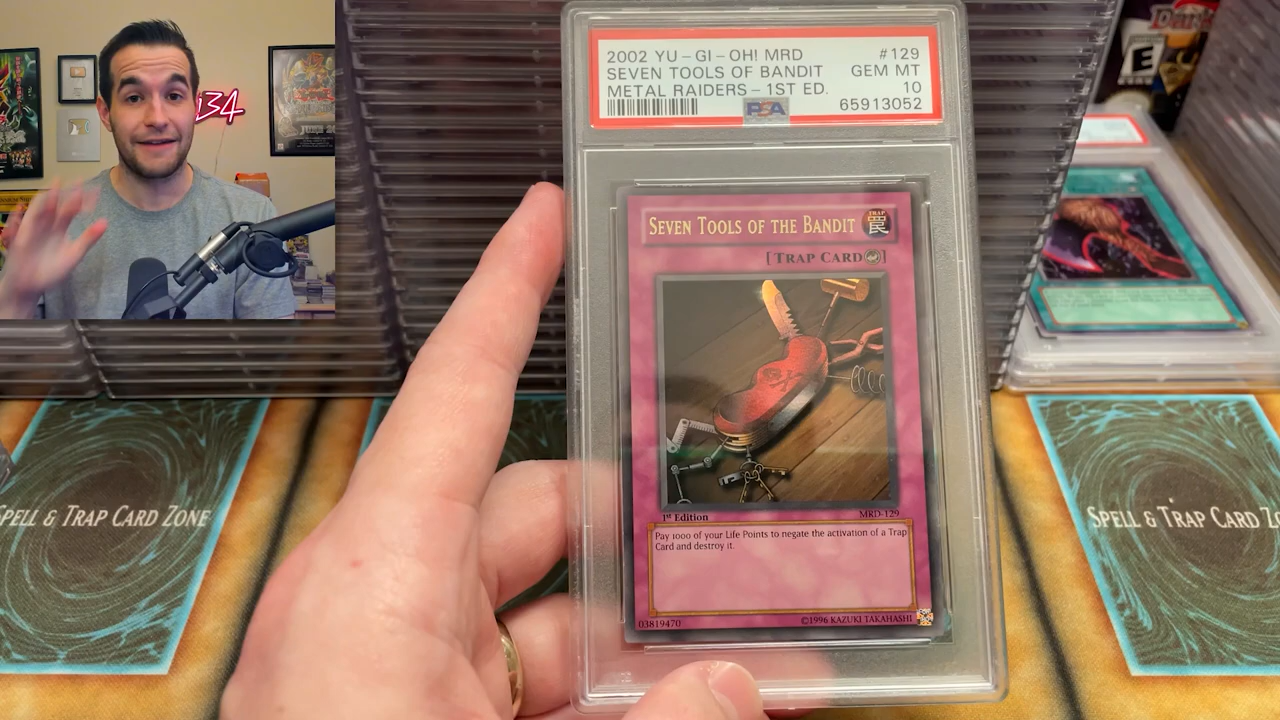 134
2002 YU-GI-OH! MRD #129
SEVEN TOOLS OF BANDIT GEM MT
METAL RAIDERS - 1ST ED. 10
PSA 65913052
SEVEN TOOLS OF THE BANDIT TRAP 罠
[TRAP CARD]
1st Edition MRD-129
Pay 1000 of your Life Points to negate the activation of a Trap
Card and destroy it.
03819470 ©1996 KAZUKI TAKAHASHI
SPELL & TRAP CARD ZONE
SPELL & TRAP CARD ZO
E